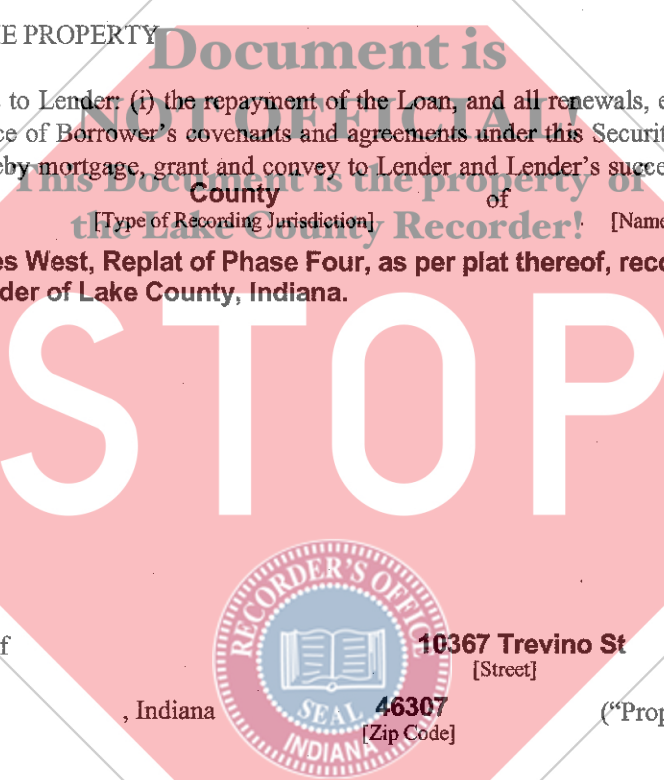 E PROPERTY
Document is
to Lender: (i) the repayment of the Loan, and all renewals, e
NOT OFFICIAL
ce of Borrower's covenants and agreements under this Securit
eby mortgage, grant and convey to Lender and Lender's succe
This Document is the property of
County of
the Lake County Recorder!
[Type of Recording Jurisdiction] [Name
es West, Replat of Phase Four, as per plat thereof, reco
der of Lake County, Indiana.
STOP
RECORDER'S OFFICE
f 10367 Trevino St
[Street]
, Indiana 46307 ("Prop
SEAL
[Zip Code]
INDIANA